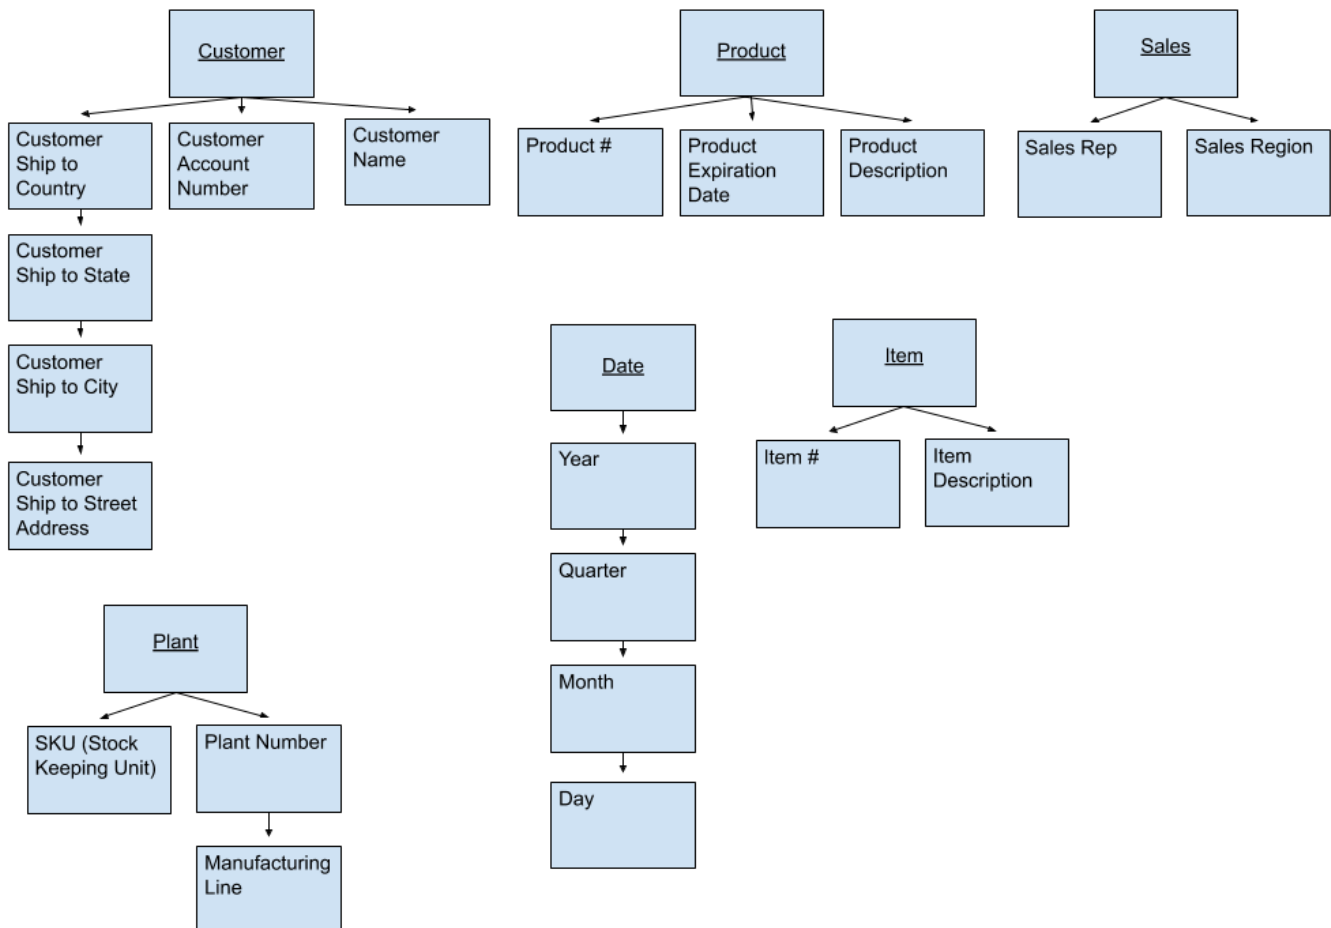 Customer
Customer
Ship to
Country
Customer
Account
Number
Customer
Name
Customer
Ship to State
Customer
Ship to City
Customer
Ship to Street
Address
Product
Product #
Product
Expiration
Date
Product
Description
Sales
Sales Rep
Sales Region
Date
Year
Quarter
Month
Day
Item
Item #
Item
Description
Plant
SKU (Stock
Keeping Unit)
Plant Number
Manufacturing
Line